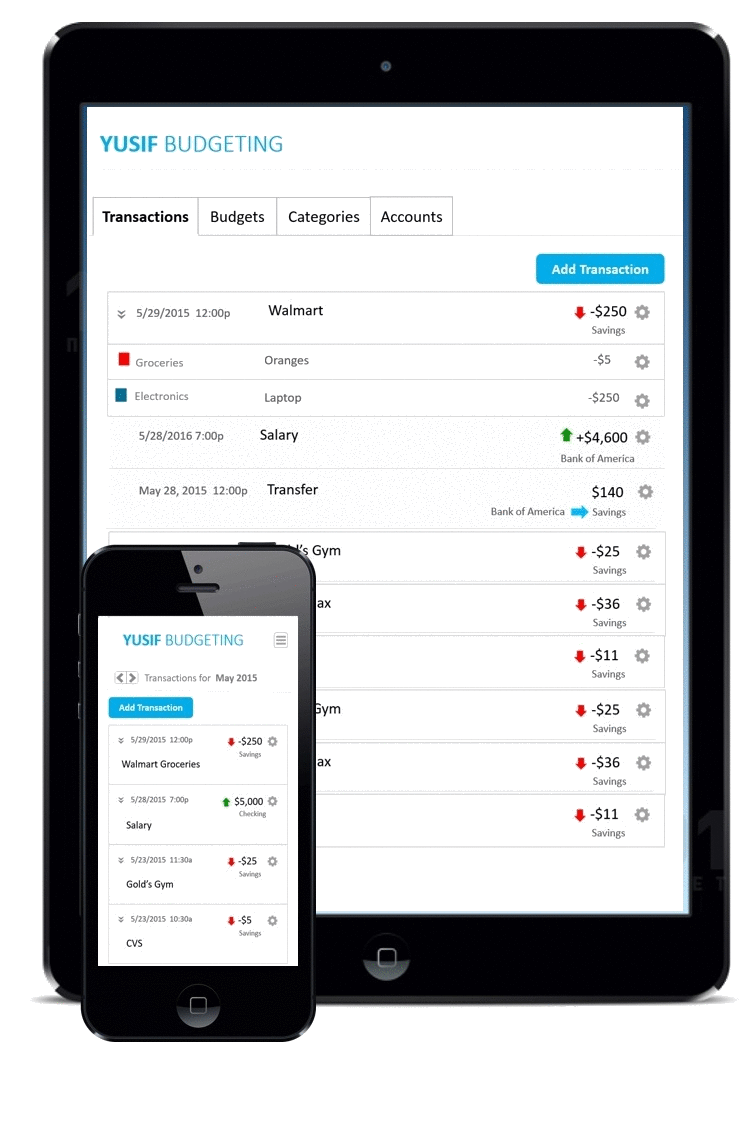 YUSIF BUDGETING
Transactions Budgets Categories Accounts
Add Transaction
5/29/2015 12:00p Walmart -$250
Savings
Groceries Oranges -$5
Electronics Laptop -$250
5/28/2016 7:00p Salary +$4,600
Bank of America
May 28, 2015 12:00p Transfer $140
Bank of America Savings
's Gym -$25
Savings
ax -$36
Savings
-$11
Savings
Gym -$25
Savings
ax -$36
Savings
-$11
Savings
YUSIF BUDGETING
Transactions for May 2015
Add Transaction
5/29/2015 12:00p -$250
Savings
Walmart Groceries
5/28/2015 7:00p $5,000
Checking
Salary
5/23/2015 11:30a -$25
Savings
Gold's Gym
5/23/2015 10:30a -$5
Savings
CVS